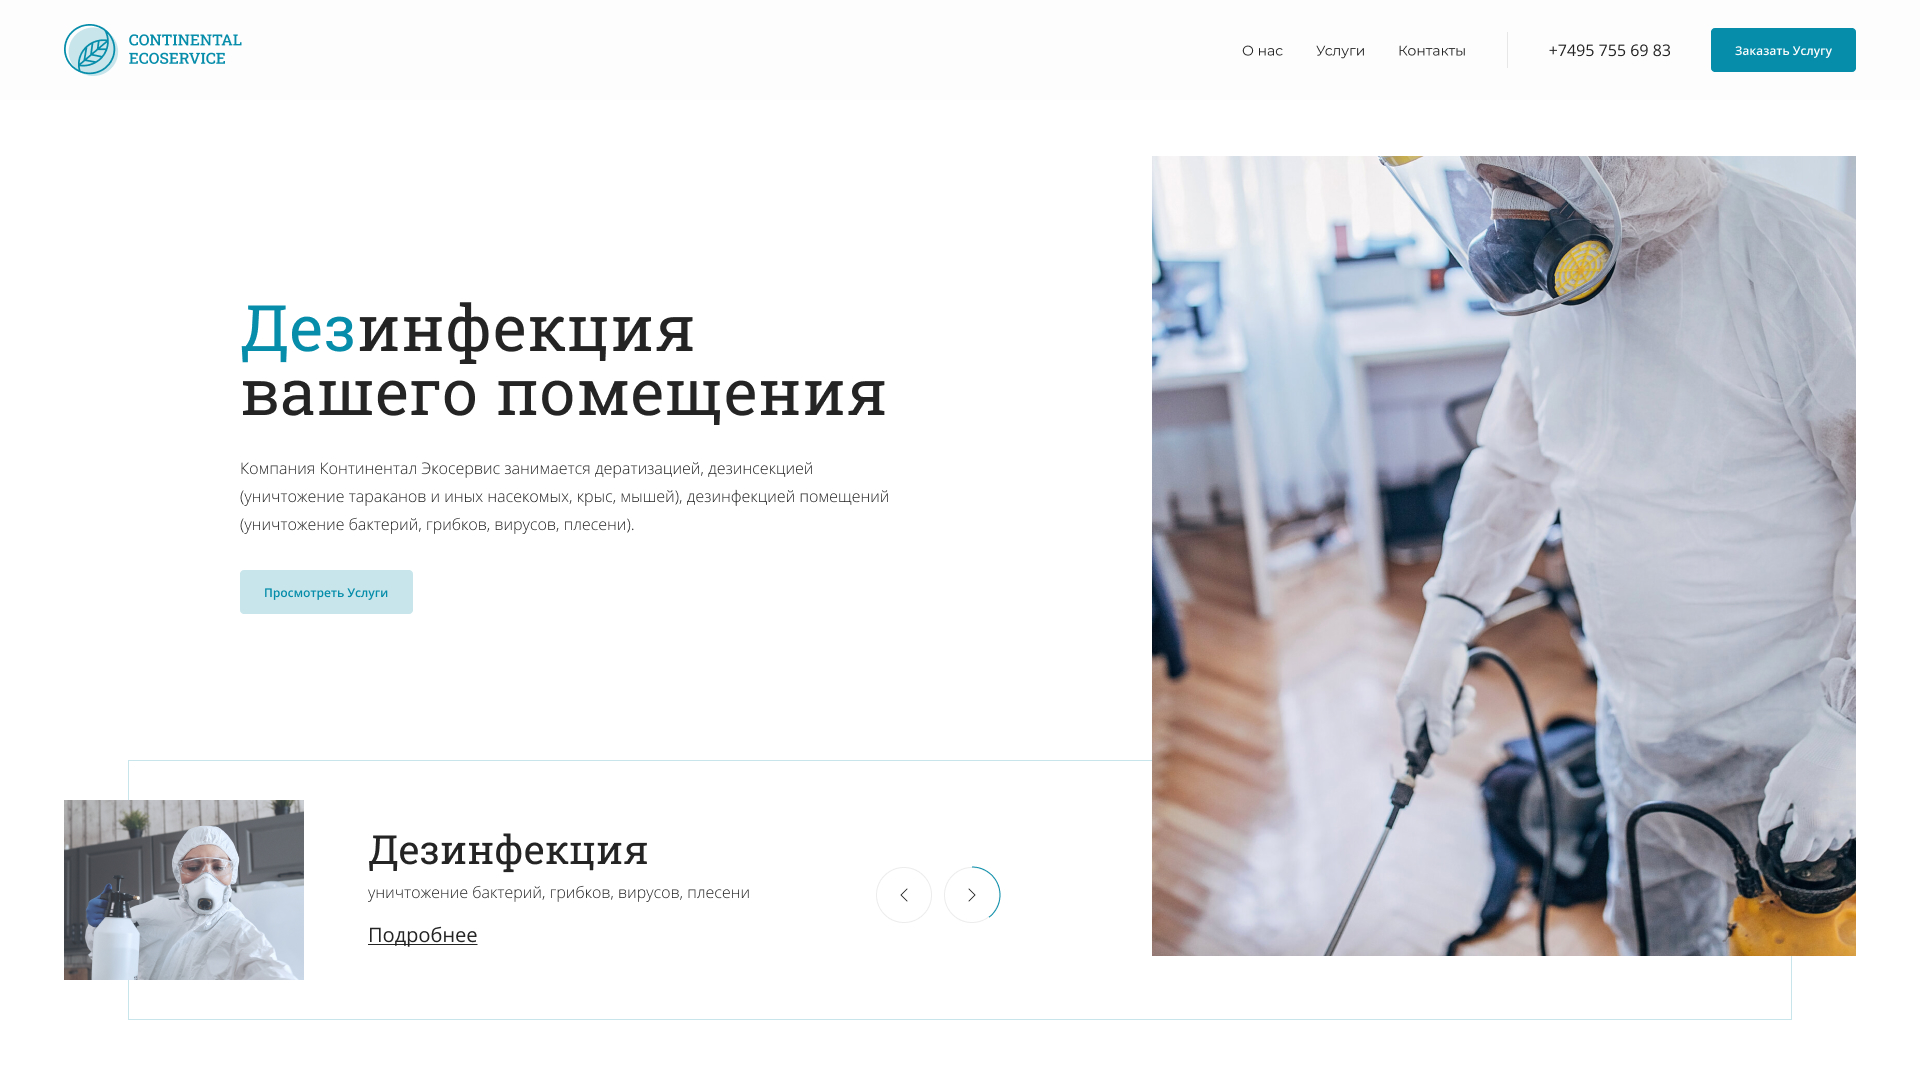 CONTINENTAL
ECOSERVICE
О нас
Услуги
Контакты
+7495 755 69 83
Заказать Услугу
Дезинфекция
вашего помещения
Компания Континентал Экосервис занимается дератизацией, дезинсекцией
(уничтожение тараканов и иных насекомых, крыс, мышей), дезинфекцией помещений
(уничтожение бактерий, грибков, вирусов, плесени).
Просмотреть Услуги
Дезинфекция
уничтожение бактерий, грибков, вирусов, плесени
Подробнее